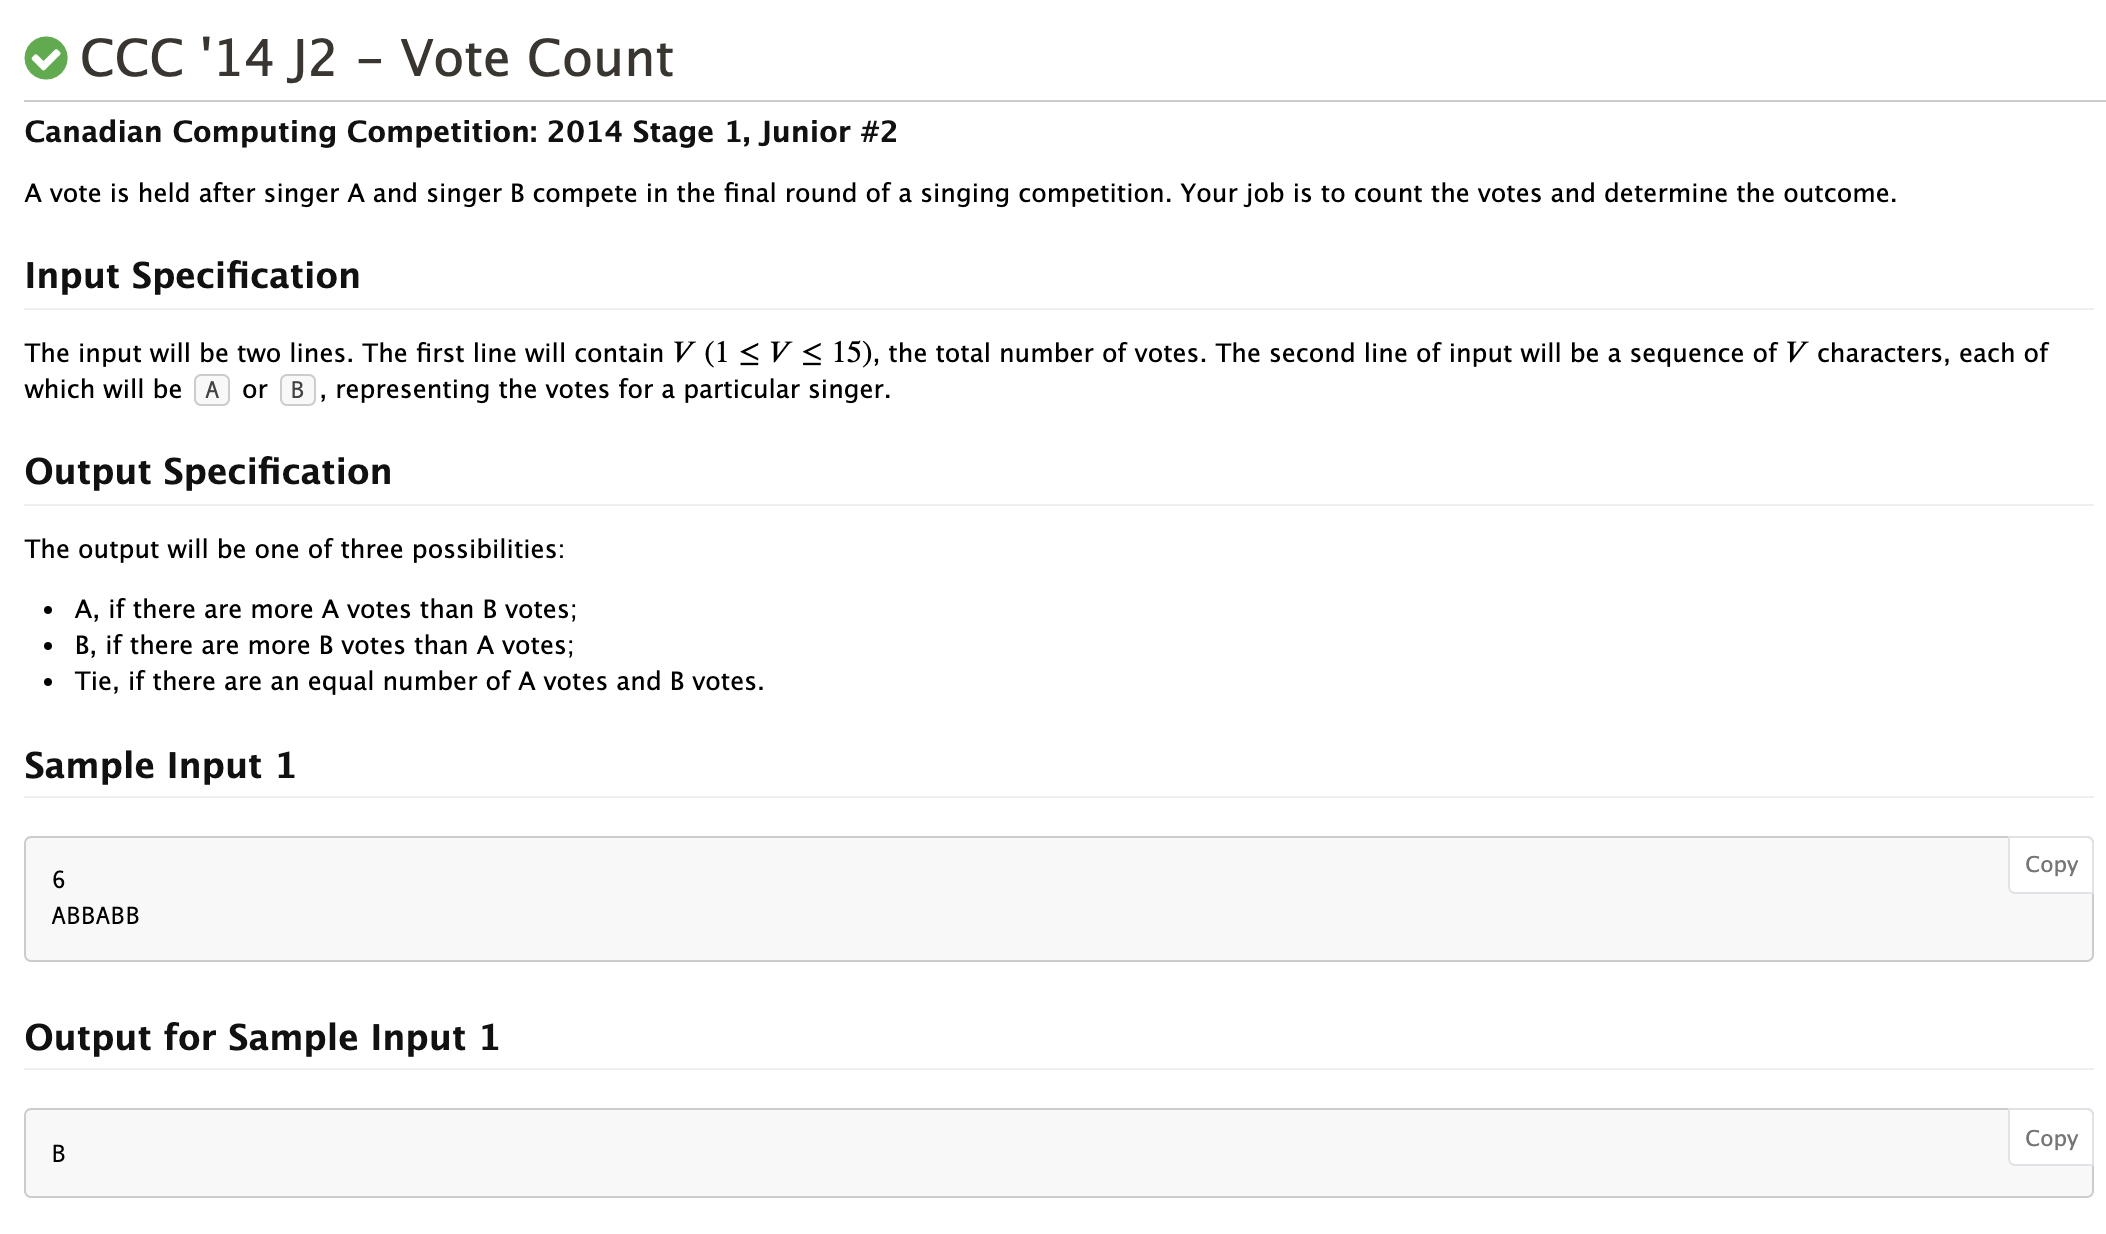 CCC '14 J2 – Vote Count
Canadian Computing Competition: 2014 Stage 1, Junior #2
A vote is held after singer A and singer B compete in the final round of a singing competition. Your job is to count the votes and determine the outcome.
Input Specification
The input will be two lines. The first line will contain V (1 ≤ V ≤ 15), the total number of votes. The second line of input will be a sequence of V characters, each of
which will be A or B, representing the votes for a particular singer.
Output Specification
The output will be one of three possibilities:
• A, if there are more A votes than B votes;
• B, if there are more B votes than A votes;
• Tie, if there are an equal number of A votes and B votes.
Sample Input 1
Copy
6
ABBABB
Output for Sample Input 1
Copy
B